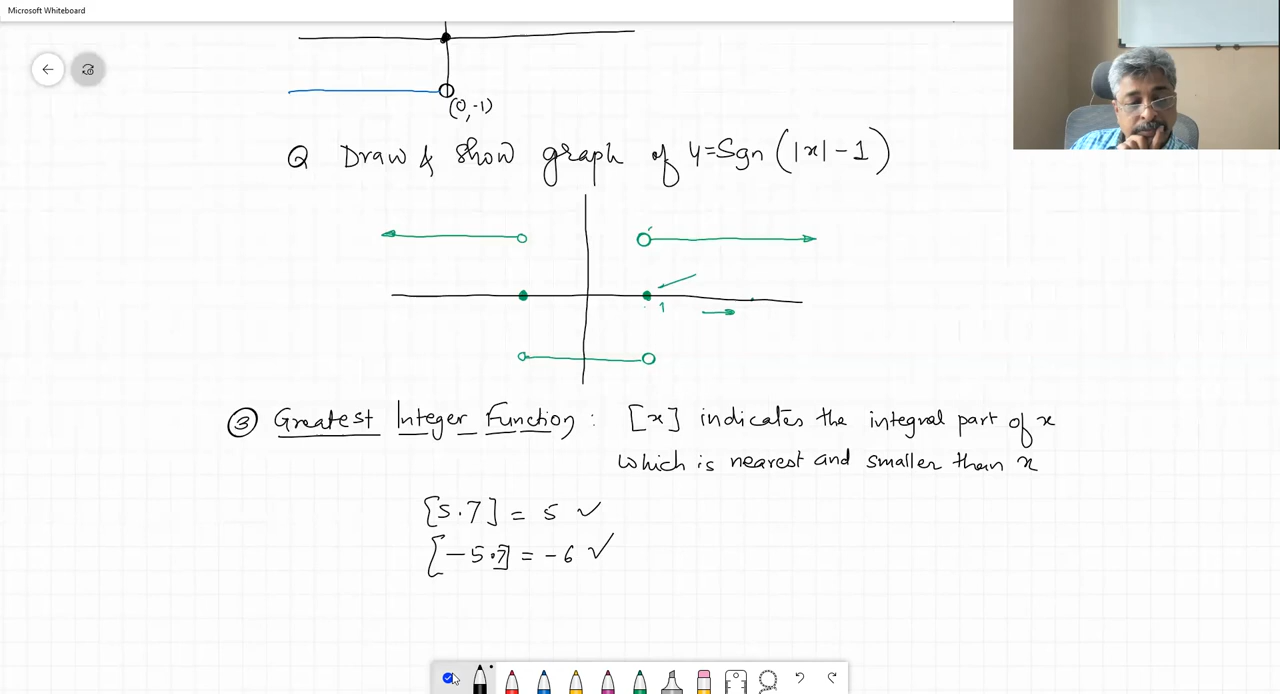 Microsoft Whiteboard
(0,-1)
Q Draw & show graph of y=Sgn (|x|-1)
1
③ Greatest Integer Function : [x] indicates the integral part of x
which is nearest and smaller than x
[5.7] = 5 ✓
[-5.7] = -6 ✓